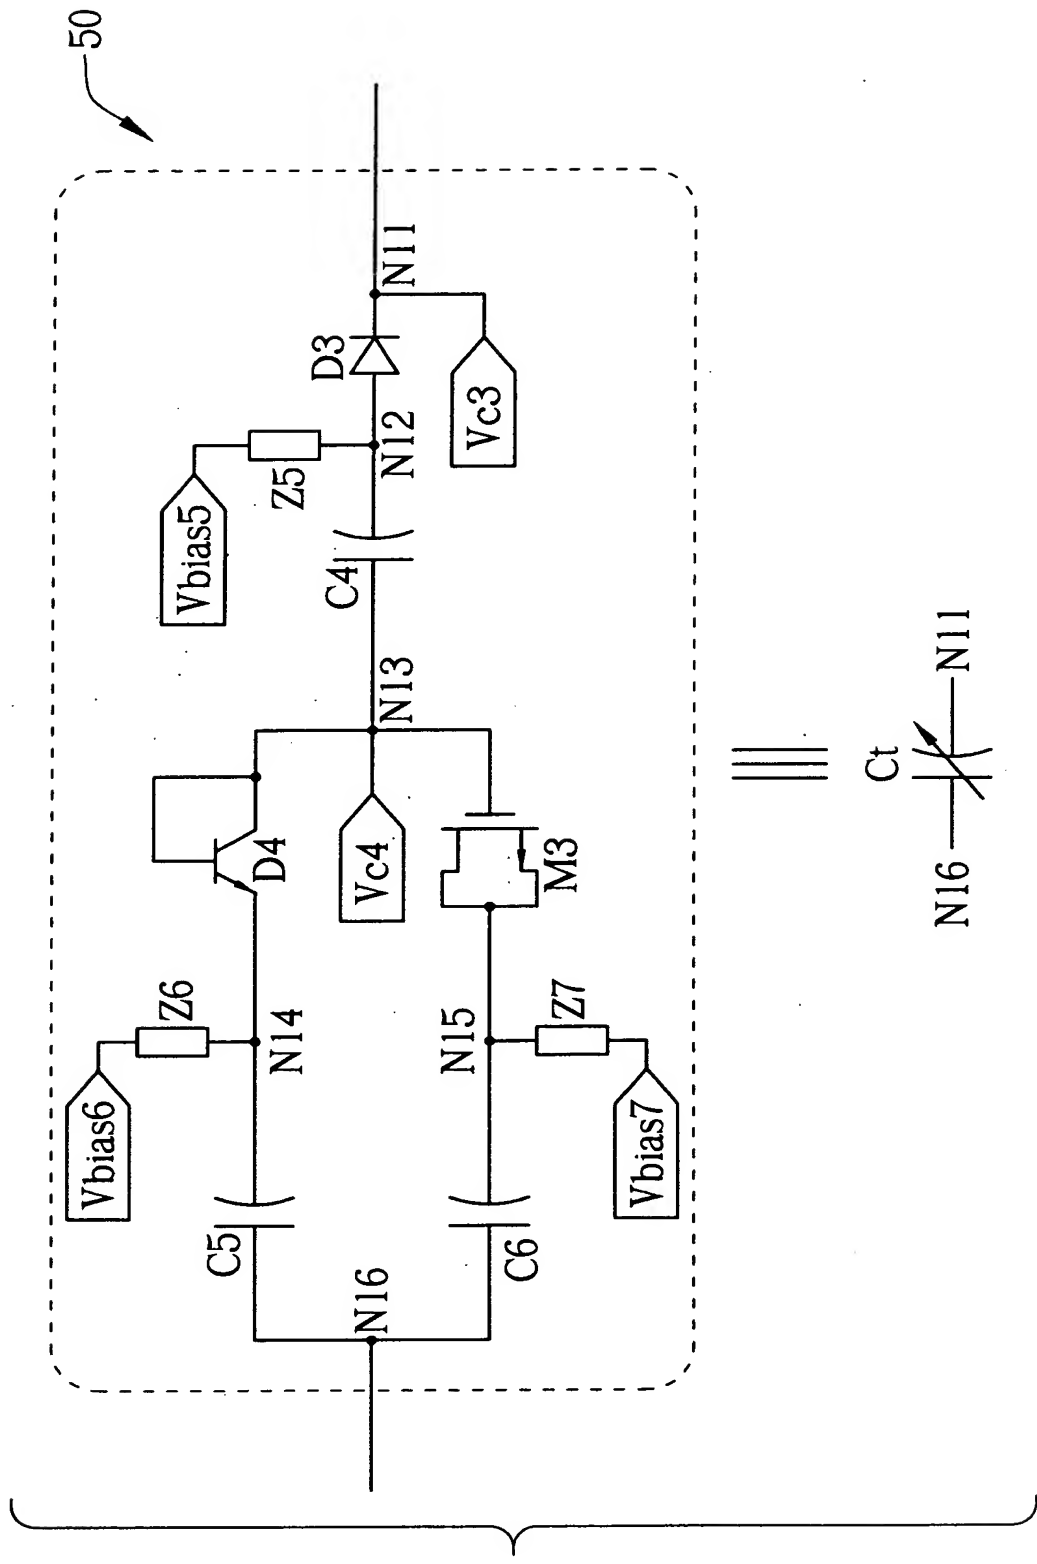 50
Vbias6
Z6
N14
C5
D4
Vbias5
Z5
N12
D3
N11
C4
N13
Vc4
Vc3
N16
N15
M3
C6
Z7
Vbias7
Ct
N16
N11